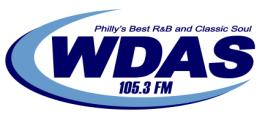 Philly's Best R&B and Classic Soul
WDAS
105.3 FM